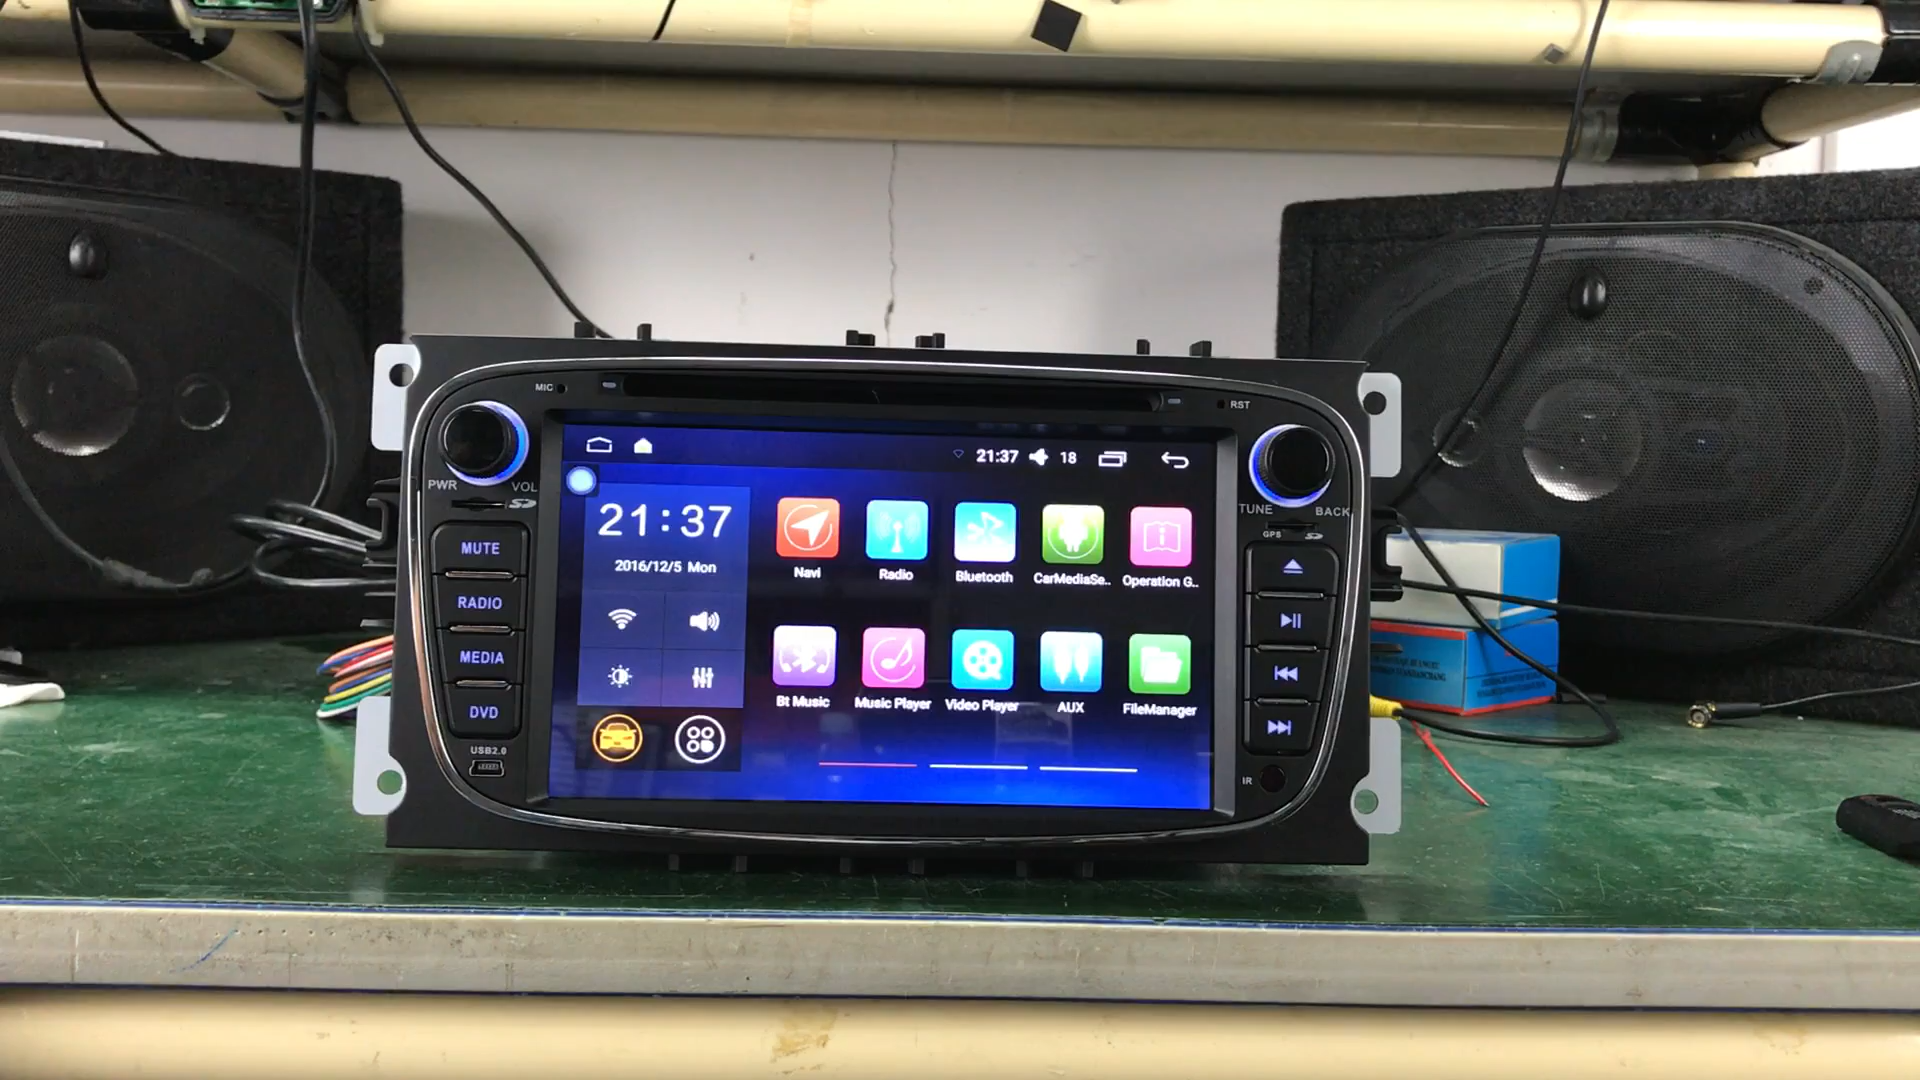 MIC
RST
PWR
VOL
MUTE
RADIO
MEDIA
DVD
USB2.0
21:37
18
21:37
2016/12/5 Mon
Navi
Radio
Bluetooth
CarMediaSe..
Operation G..
Bt Music
Music Player
Video Player
AUX
FileManager
TUNE
BACK
GPS
IR